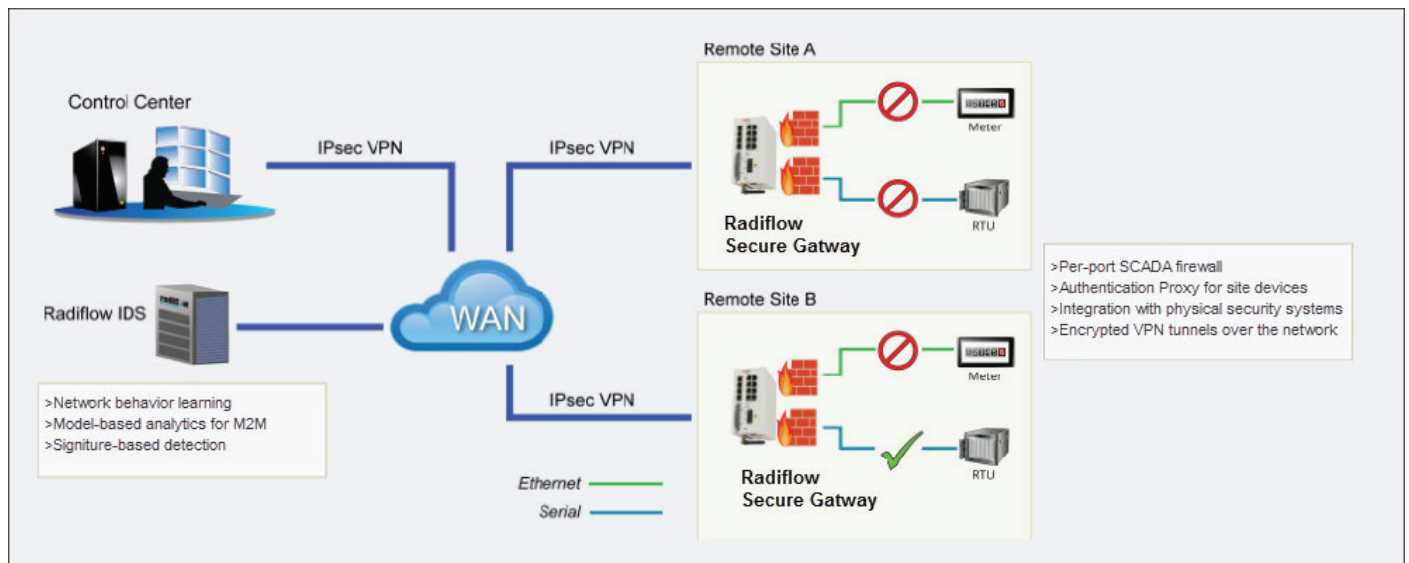 Remote Site A
Control Center
IPsec VPN
IPsec VPN
Meter
RTU
Radiflow
Secure Gatway
>Per-port SCADA firewall
>Authentication Proxy for site devices
>Integration with physical security systems
>Encrypted VPN tunnels over the network
Radiflow IDS
WAN
Remote Site B
IPsec VPN
Meter
RTU
Radiflow
Secure Gatway
>Network behavior learning
>Model-based analytics for M2M
>Signiture-based detection
Ethernet
Serial